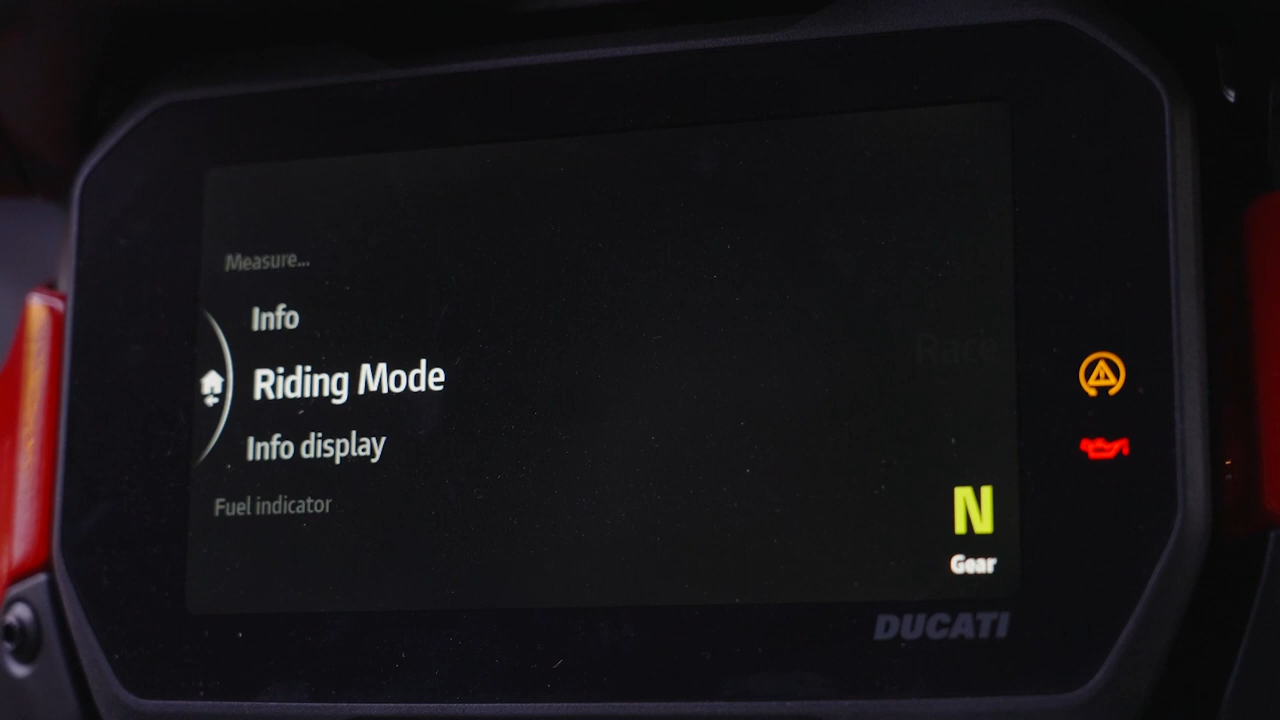 Measure...
Info
Riding Mode
Race
Info display
Fuel indicator
N
Gear
DUCATI